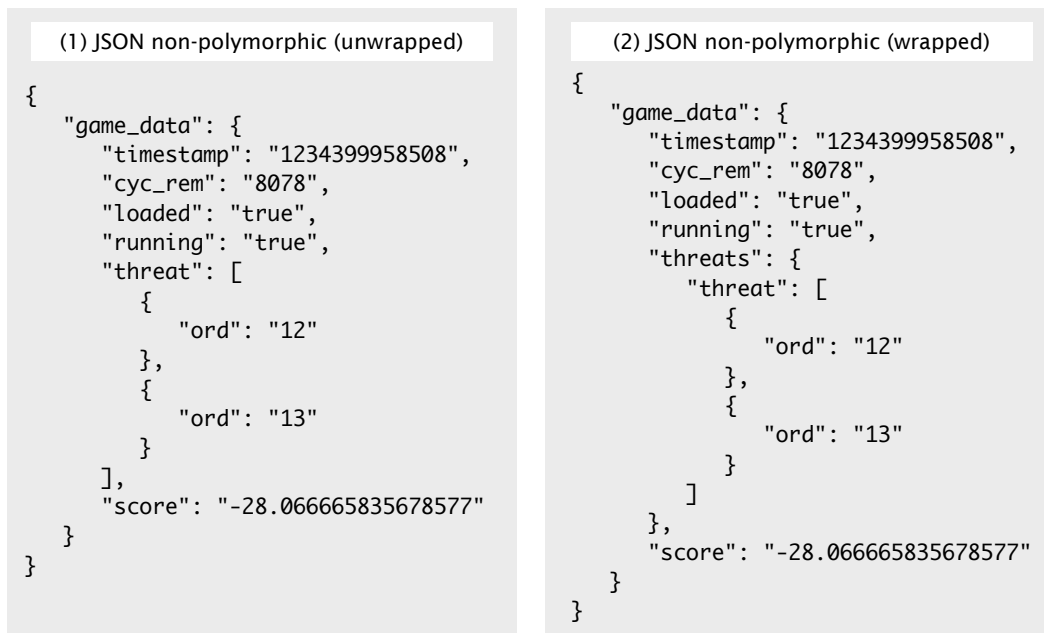 (1) JSON non-polymorphic (unwrapped)
{
   "game_data": {
      "timestamp": "1234399958508",
      "cyc_rem": "8078",
      "loaded": "true",
      "running": "true",
      "threat": [
         {
            "ord": "12"
         },
         {
            "ord": "13"
         }
      ],
      "score": "-28.066665835678577"
   }
}
(2) JSON non-polymorphic (wrapped)
{
   "game_data": {
      "timestamp": "1234399958508",
      "cyc_rem": "8078",
      "loaded": "true",
      "running": "true",
      "threats": {
         "threat": [
            {
               "ord": "12"
            },
            {
               "ord": "13"
            }
         ]
      },
      "score": "-28.066665835678577"
   }
}